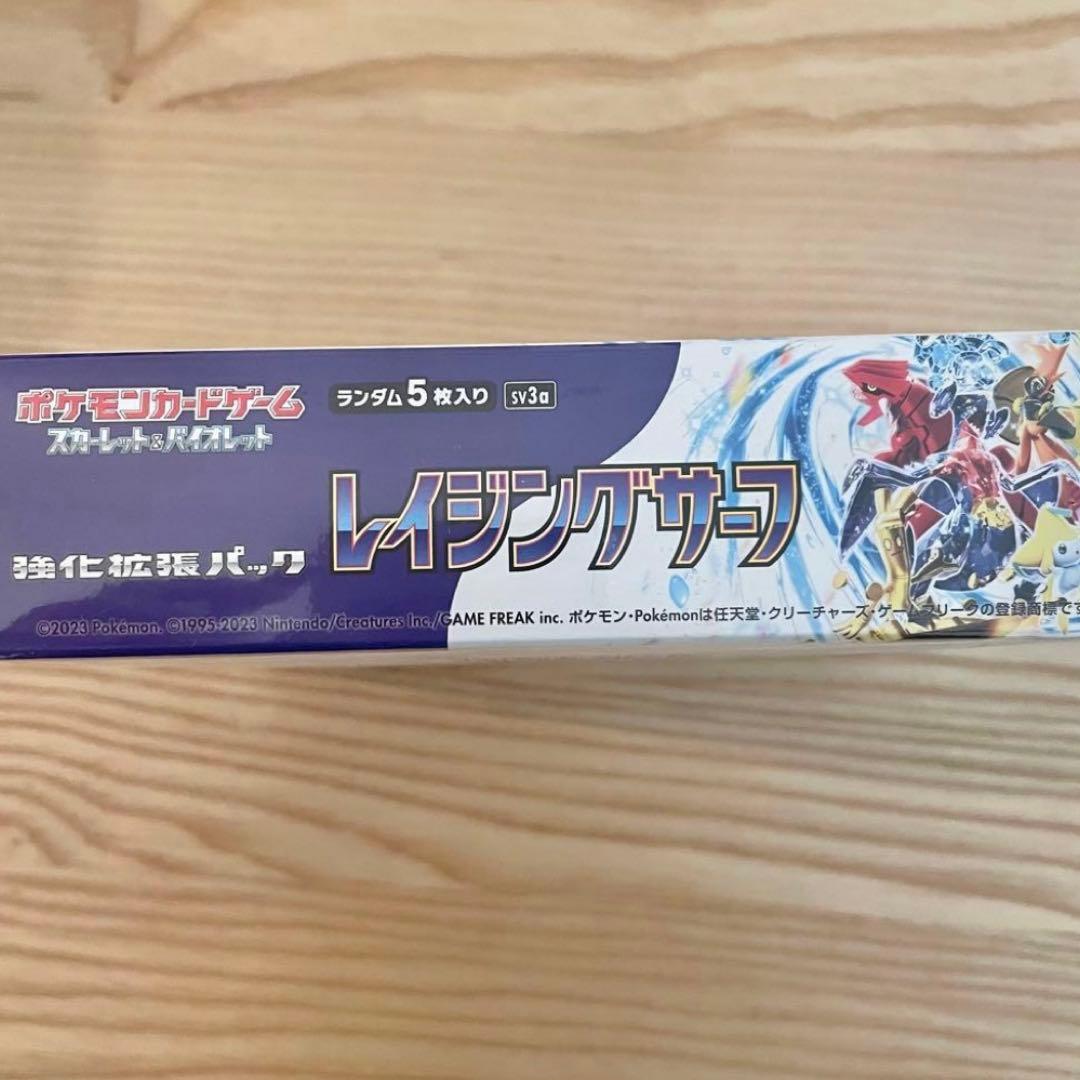 ポケモンカードゲーム
スカーレット&バイオレット
ランダム5枚入り SV3a
強化拡張パック
レイジングサーフ
©2023 Pokémon. ©1995-2023 Nintendo/Creatures Inc./GAME FREAK inc. ポケモン・Pokémonは任天堂・クリーチャーズ・ゲームフリークの登録商標です